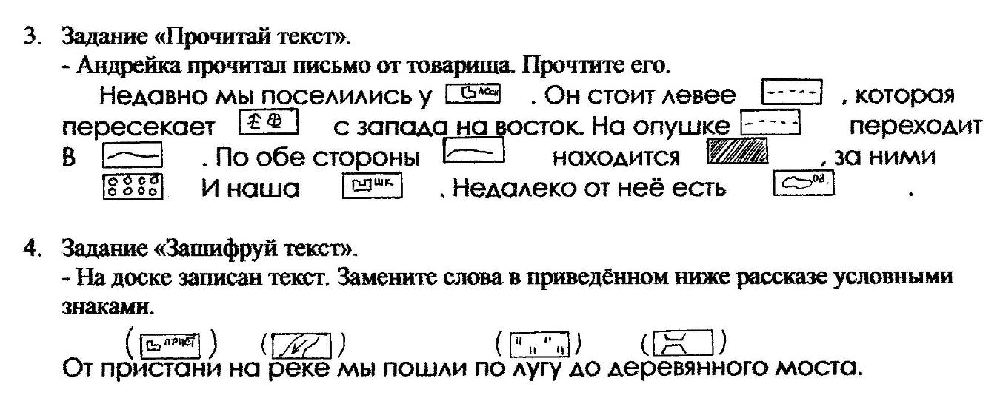 3. Задание «Прочитай текст».
- Андрейка прочитал письмо от товарища. Прочтите его.
Недавно мы поселились у . Он стоит левее , которая
пересекает с запада на восток. На опушке переходит
в . По обе стороны находится , за ними
И наша шк . Недалеко от неё есть оз. .
4. Задание «Зашифруй текст».
- На доске записан текст. Замените слова в приведённом ниже рассказе условными
знаками.
( прист ) ( ) ( ) ( )
От пристани на реке мы пошли по лугу до деревянного моста.